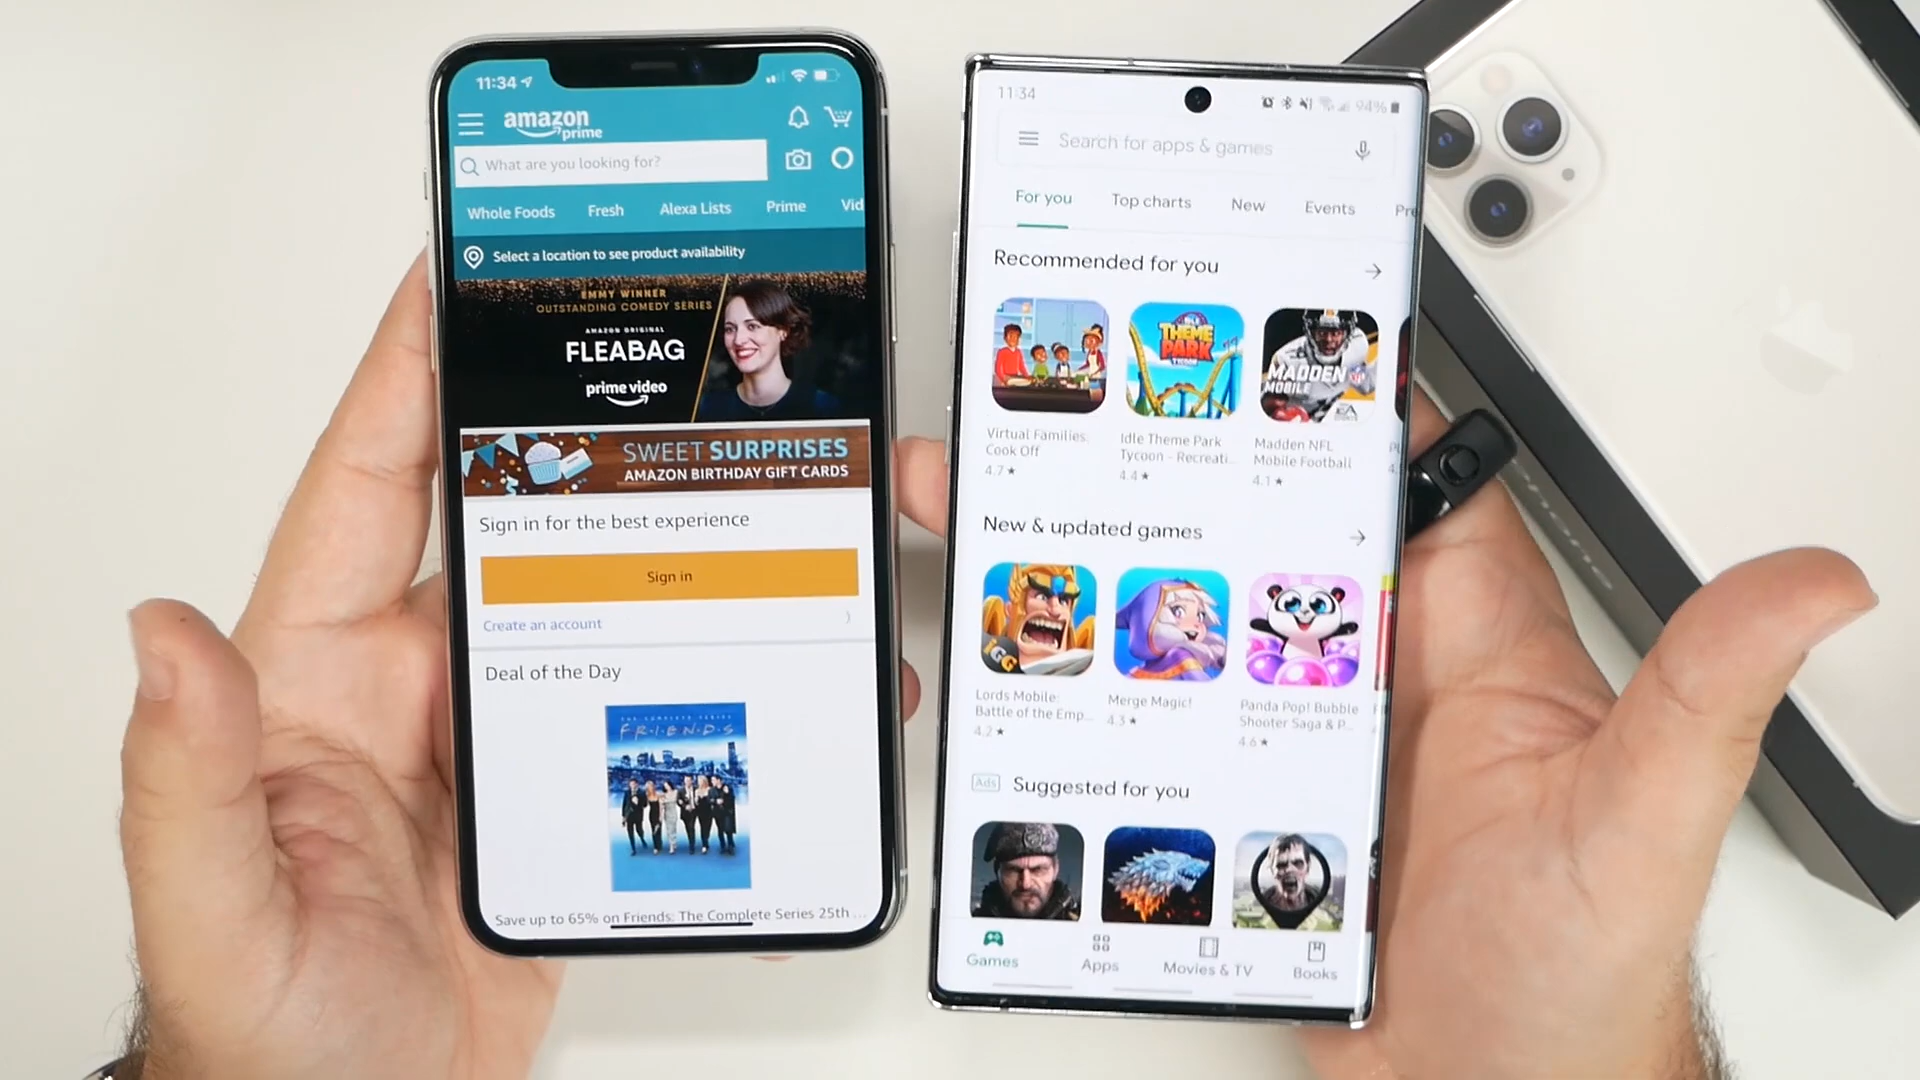 11:34
amazon
prime
What are you looking for?
Whole Foods Fresh Alexa Lists Prime Vid
Select a location to see product availability
EMMY WINNER
OUTSTANDING COMEDY SERIES
AMAZON ORIGINAL
FLEABAG
prime video
SWEET SURPRISES
AMAZON BIRTHDAY GIFT CARDS
Sign in for the best experience
Sign in
Create an account
Deal of the Day
THE COMPLETE SERIES
F·R·I·E·N·D·S
Save up to 65% on Friends: The Complete Series 25th ...
11:34 94%
Search for apps & games
For you Top charts New Events Pre
Recommended for you
THEME
PARK
TYCOON
MADDEN
MOBILE
EA
Virtual Families:
Cook Off
4.7★
Idle Theme Park
Tycoon - Recreati...
4.4★
Madden NFL
Mobile Football
4.1★
New & updated games
IGG
Lords Mobile:
Battle of the Emp...
4.2★
Merge Magic!
4.3★
Panda Pop! Bubble
Shooter Saga & P...
4.6★
Ads Suggested for you
Games Apps Movies & TV Books